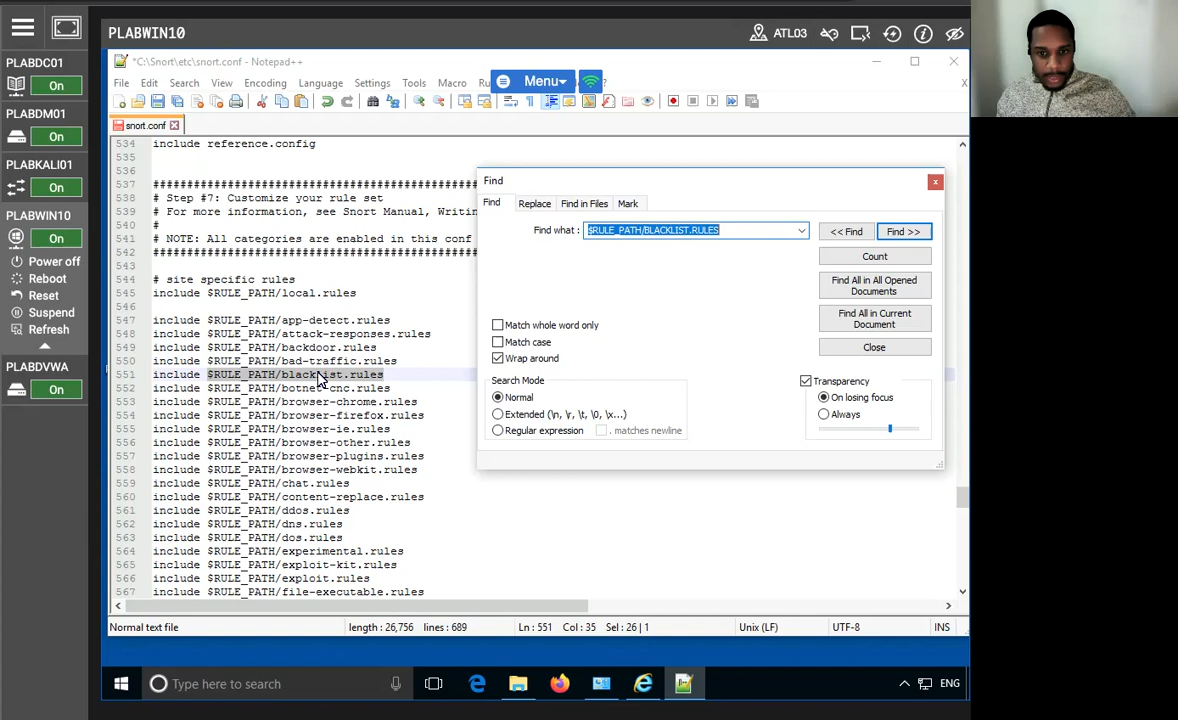 PLABWIN10
ATL03
PLABDC01
On
PLABDM01
On
PLABKALI01
On
PLABWIN10
On
Power off
Reboot
Reset
Suspend
Refresh
PLABDVWA
On
*C:\Snort\etc\snort.conf - Notepad++
File Edit Search View Encoding Language Settings Tools Macro ?
Menu
snort.conf
534 include reference.config
535
536
537 ################################################
538 # Step #7: Customize your rule set
539 # For more information, see Snort Manual, Writin
540 #
541 # NOTE: All categories are enabled in this conf
542 ################################################
543
544 # site specific rules
545 include $RULE_PATH/local.rules
546
547 include $RULE_PATH/app-detect.rules
548 include $RULE_PATH/attack-responses.rules
549 include $RULE_PATH/backdoor.rules
550 include $RULE_PATH/bad-traffic.rules
551 include $RULE_PATH/blacklist.rules
552 include $RULE_PATH/botnet-cnc.rules
553 include $RULE_PATH/browser-chrome.rules
554 include $RULE_PATH/browser-firefox.rules
555 include $RULE_PATH/browser-ie.rules
556 include $RULE_PATH/browser-other.rules
557 include $RULE_PATH/browser-plugins.rules
558 include $RULE_PATH/browser-webkit.rules
559 include $RULE_PATH/chat.rules
560 include $RULE_PATH/content-replace.rules
561 include $RULE_PATH/ddos.rules
562 include $RULE_PATH/dns.rules
563 include $RULE_PATH/dos.rules
564 include $RULE_PATH/experimental.rules
565 include $RULE_PATH/exploit-kit.rules
566 include $RULE_PATH/exploit.rules
567 include $RULE_PATH/file-executable.rules
Find
Find Replace Find in Files Mark
Find what : $RULE_PATH/BLACKLIST.RULES
<< Find Find >>
Count
Find All in All Opened
Documents
Find All in Current
Document
Close
Match whole word only
Match case
Wrap around
Search Mode
Normal
Extended (\n, \r, \t, \0, \x...)
Regular expression . matches newline
Transparency
On losing focus
Always
Normal text file length : 26,756 lines : 689 Ln : 551 Col : 35 Sel : 26 | 1 Unix (LF) UTF-8 INS
Type here to search
ENG